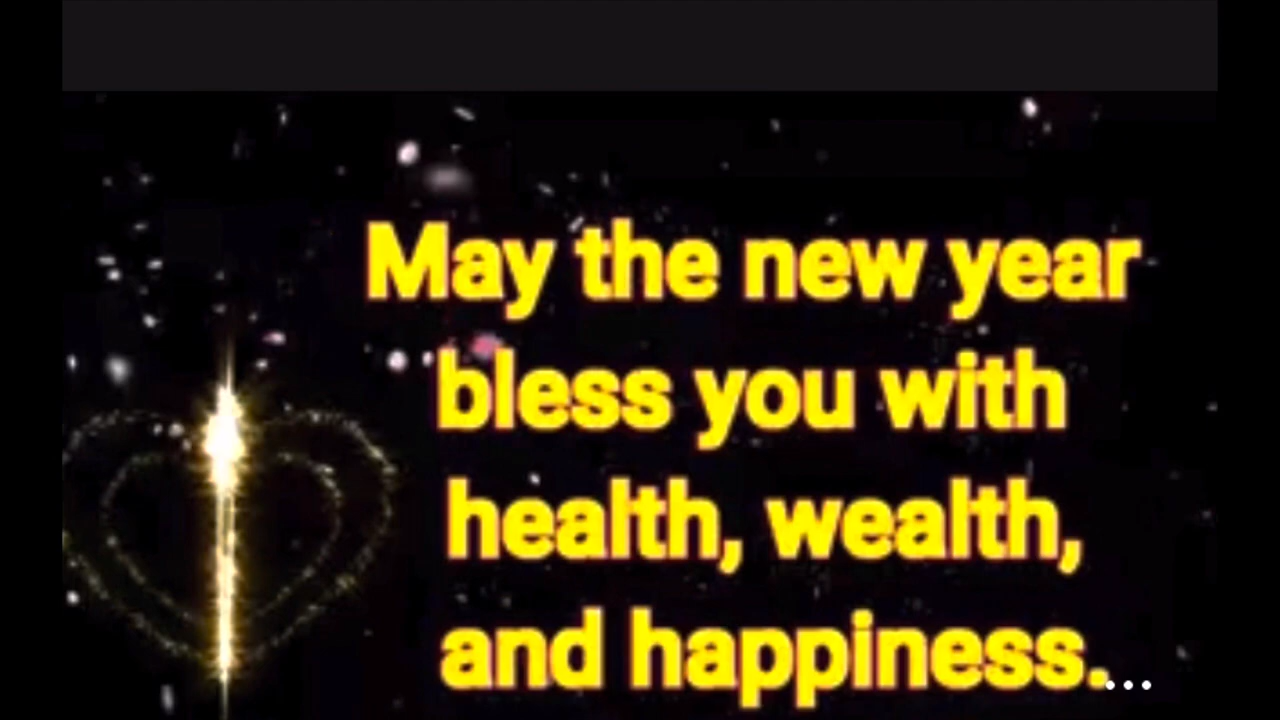 May the new year
bless you with
health, wealth,
and happiness.
...